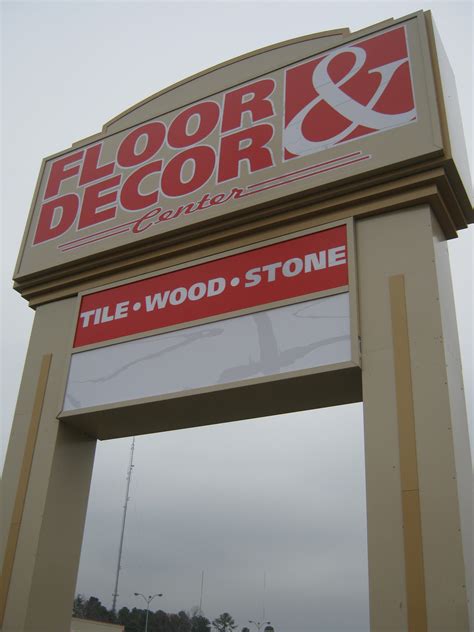 FLOOR &
DECOR
Center
TILE • WOOD • STONE